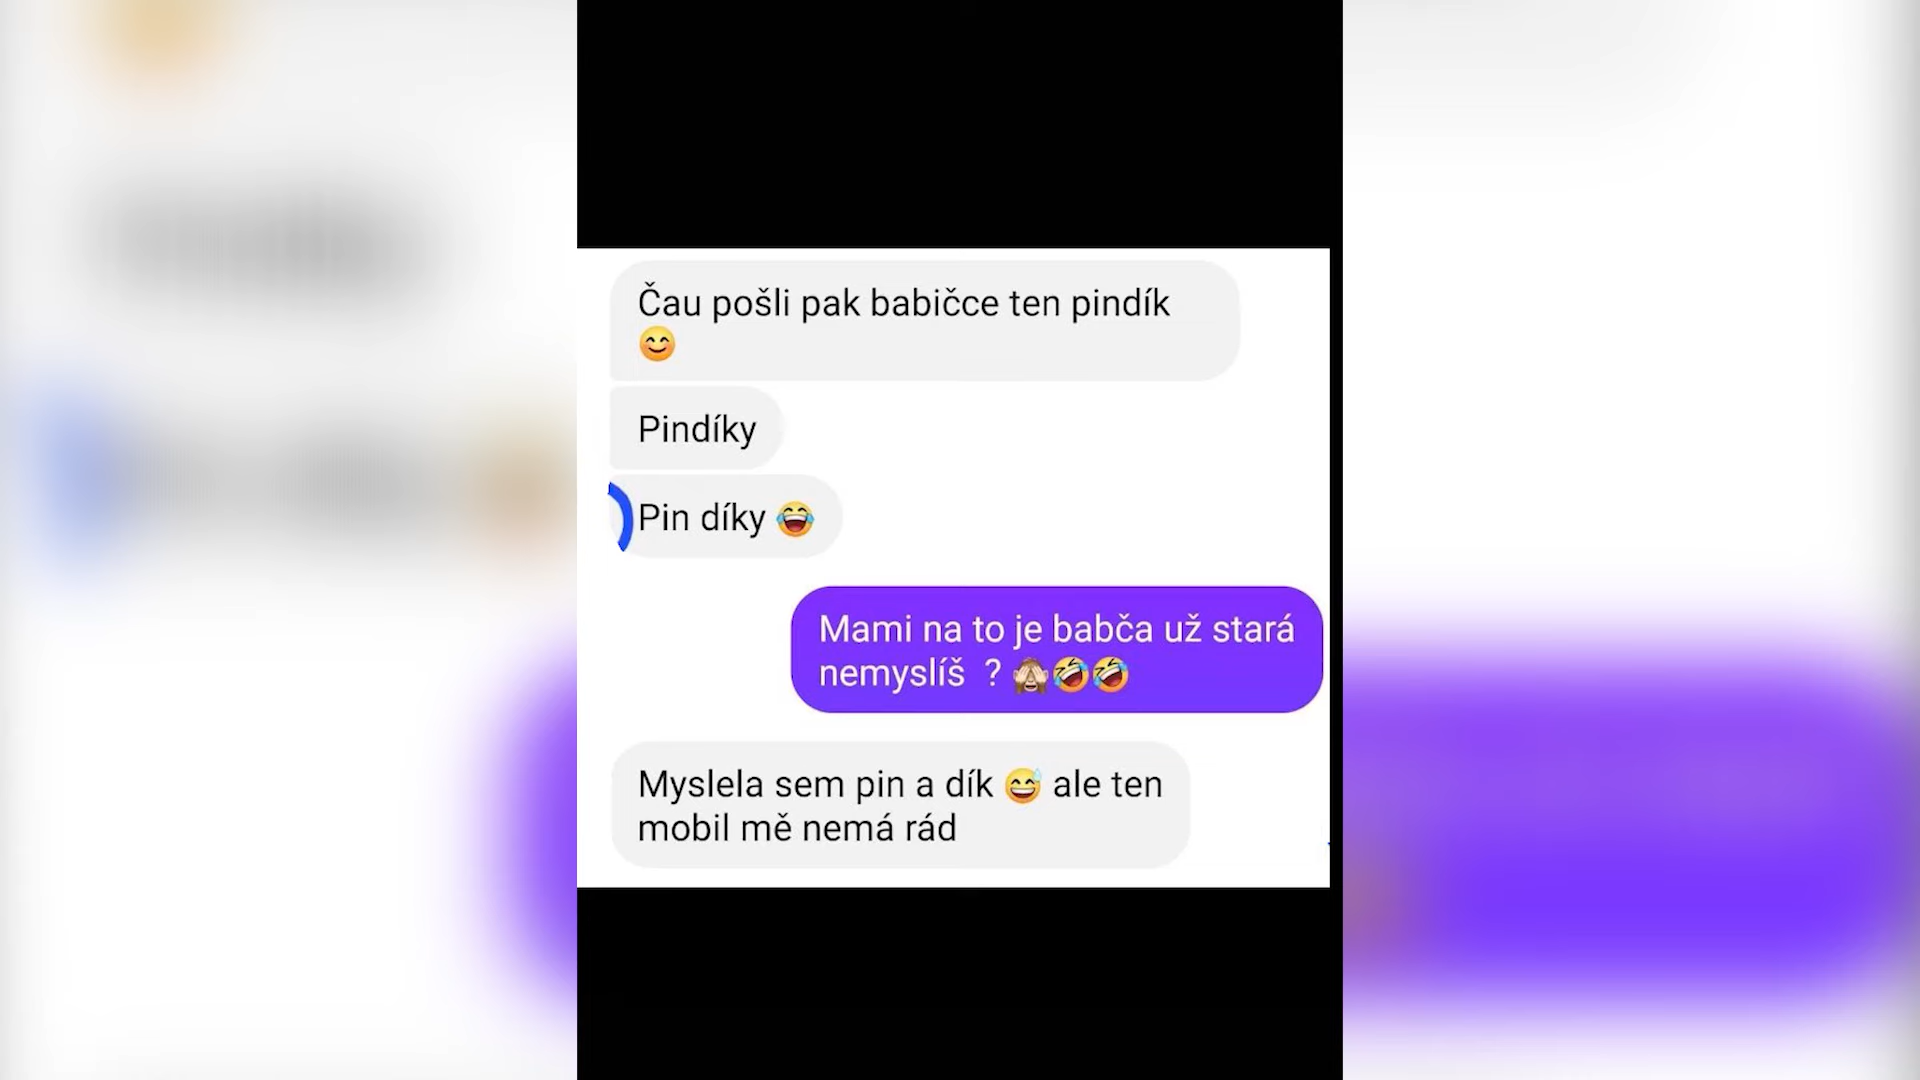 Čau pošli pak babičce ten pindík
😊
Pindíky
Pin díky 😂
Mami na to je babča už stará
nemyslíš ? 🙈🤣🤣
Myslela sem pin a dík 😅 ale ten
mobil mě nemá rád